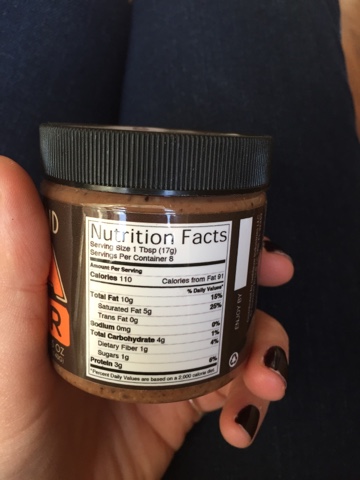 D
Nutrition Facts
Serving Size 1 Tbsp (17g)
Servings Per Container 8
Amount Per Serving
Calories 110 Calories from Fat 91
% Daily Values*
Total Fat 10g 15%
Saturated Fat 5g 25%
Trans Fat 0g
Sodium 0mg 0%
Total Carbohydrate 4g 1%
Dietary Fiber 1g 4%
Sugars 1g
Protein 3g 6%
*Percent Daily Values are based on a 2,000 calorie diet
A
R
OZ
ENJOY BY